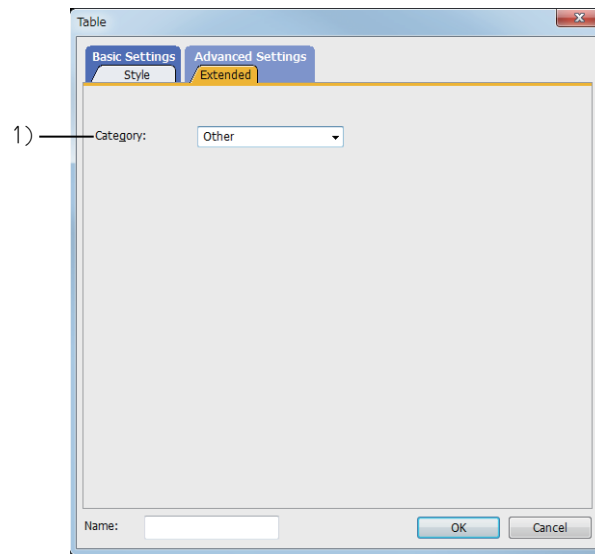 Table
Basic Settings Advanced Settings
Style Extended
1) Category: Other
Name: OK Cancel